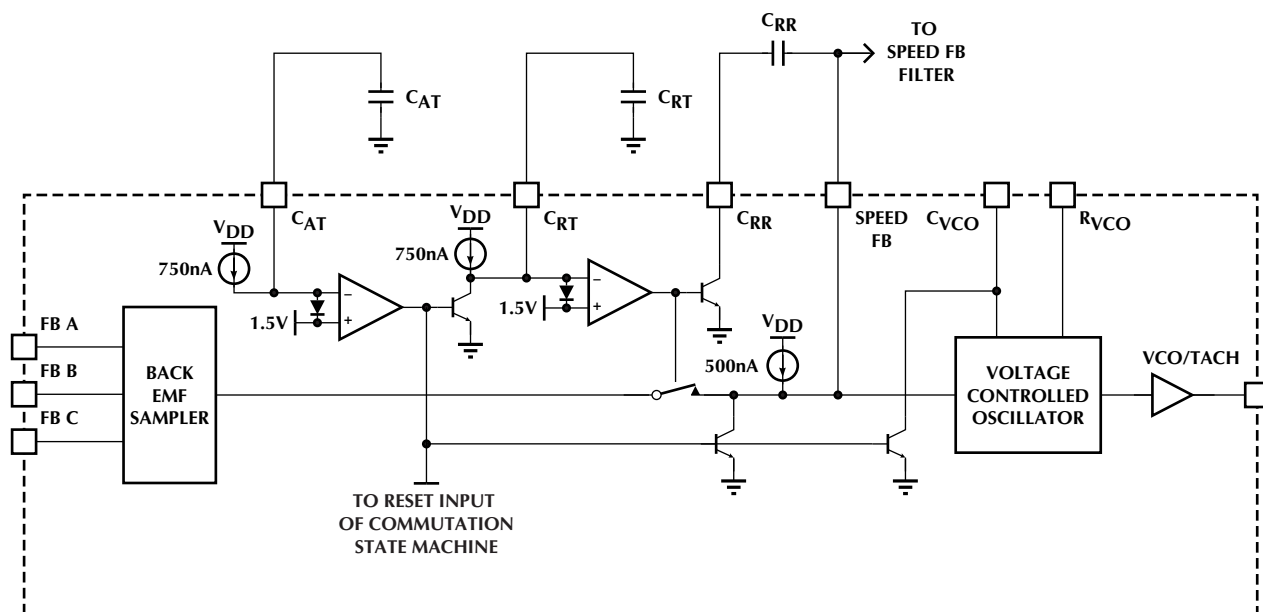 CRR
TO
SPEED FB
FILTER
CAT
CRT
CAT
CRT
CRR
SPEED
FB
CVCO
RVCO
VDD
750nA
VDD
750nA
1.5V
1.5V
–
+
–
+
VDD
500nA
FB A
FB B
FB C
BACK
EMF
SAMPLER
VOLTAGE
CONTROLLED
OSCILLATOR
VCO/TACH
TO RESET INPUT
OF COMMUTATION
STATE MACHINE